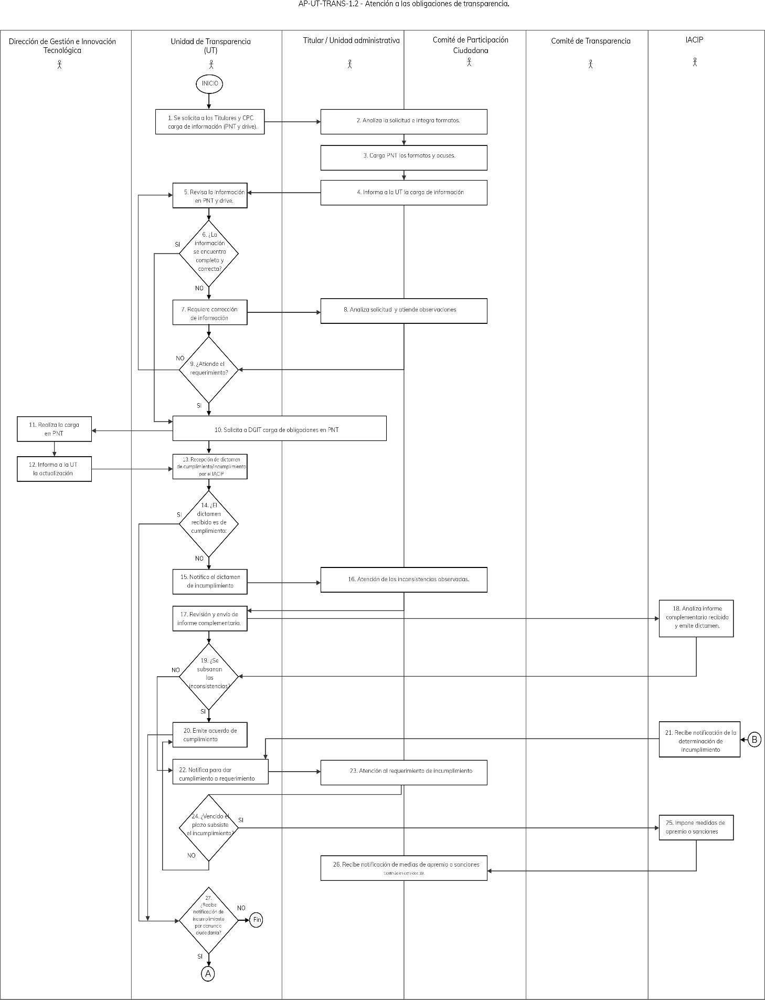 AP-UT-TRANS-1.2 - Atención a las obligaciones de transparencia.
Dirección de Gestión e Innovación
Tecnológica
Unidad de Transparencia
(UT)
Titular / Unidad administrativa
Comité de Participación
Ciudadana
Comité de Transparencia
IACIP
INICIO
1. Se solicita a los Titulares y CPC
carga de información (PNT y drive).
2. Analiza la solicitud e integra formatos.
3. Carga PNT los formatos y acuses.
4. Informa a la UT la carga de información
5. Revisa la información
en PNT y drive.
6. ¿La
información
se encuentra
completa y
correcta?
SI
NO
7. Requiere corrección
de información
8. Analiza solicitud y atiende observaciones
9. ¿Atiende el
requerimiento?
NO
SI
10. Solicita a DGIT carga de obligaciones en PNT
11. Realiza la carga
en PNT
12. Informa a la UT
la actualización
13. Recepción de dictamen
de cumplimiento/incumplimiento
por el IACIP
14. ¿El
dictamen
recibido es de
cumplimiento:
SI
NO
15. Notifica el dictamen
de incumplimiento
16. Atención de las inconsistencias observadas.
17. Revisión y envío de
informe complementario.
18. Analiza informe
complementario recibido
y emite dictamen.
19. ¿Se
subsanan
las
inconsistencias?
NO
SI
20. Emite acuerdo de
cumplimiento
21. Recibe notificación de la
determinación de
incumplimiento
B
22. Notifica para dar
cumplimiento a requerimiento
23. Atención al requerimiento de incumplimiento
24. ¿Vencido el
plazo subsiste
el incumplimiento?
SI
NO
25. Impone medidas de
apremio o sanciones
26. Recibe notificación de medias de apremio o sanciones
Continúa en actividad 39.
27.
¿Recibe
notificación de
incumplimiento
por denuncia
ciudadanía?
NO
Fin
SI
A